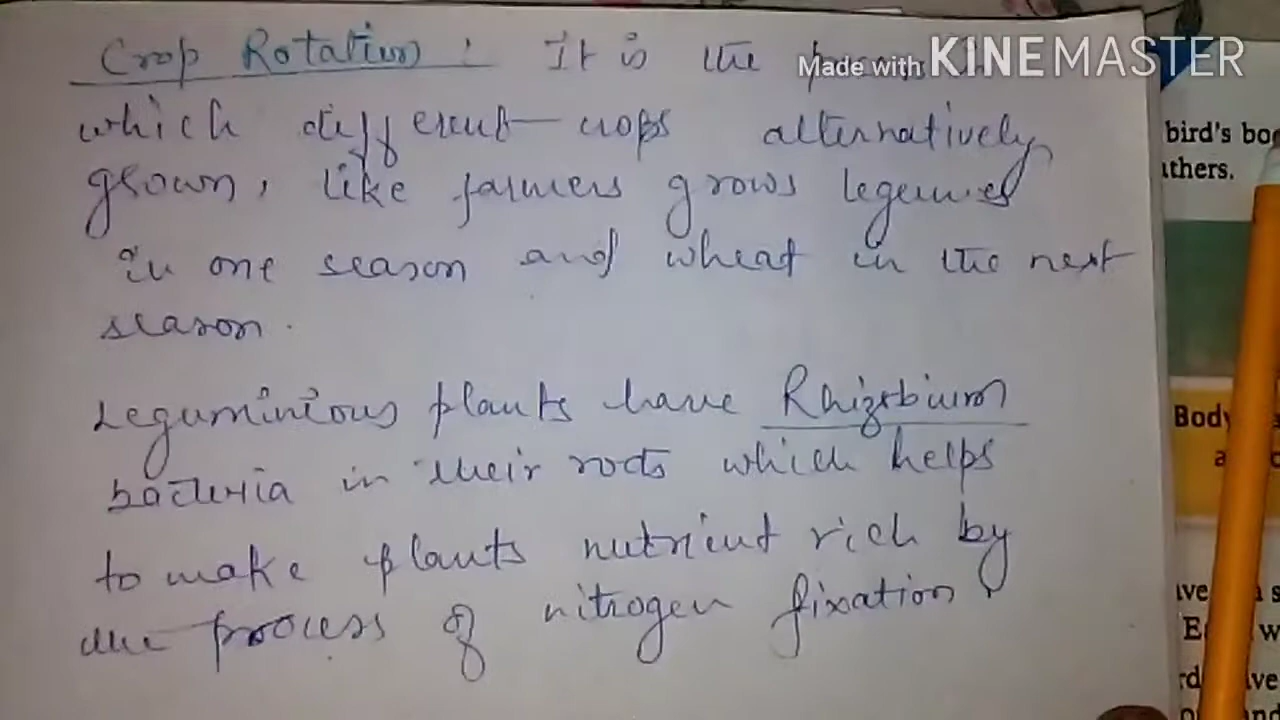 Crop Rotation : It is the
Made with KINEMASTER
which different crops alternatively
grown, like farmers grows legumes
in one season and wheat in the next
season.
Leguminious plants have Rhizobium
bacteria in their roots which helps
to make plants nutrient rich by
the process of nitrogen fixation.
bird's
thers.
Body